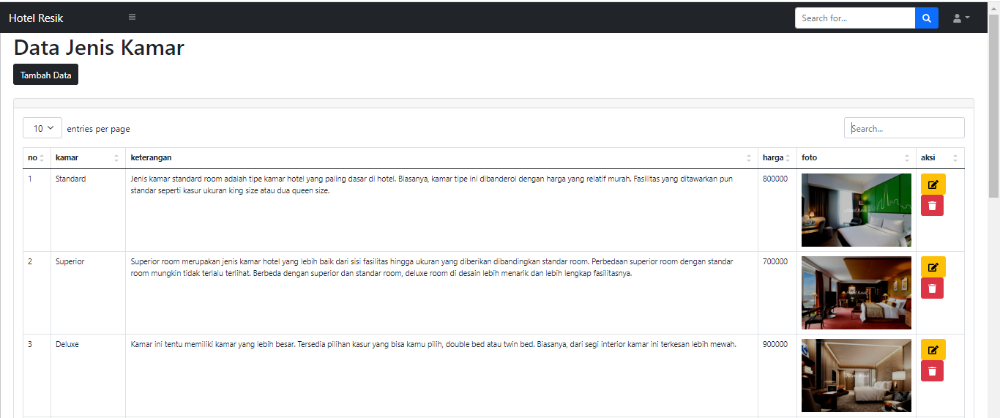 Hotel Resik
Search for...
Data Jenis Kamar
Tambah Data
10 entries per page
Search...
no kamar keterangan harga foto aksi
1 Standard Jenis kamar standard room adalah tipe kamar hotel yang paling dasar di hotel. Biasanya, kamar tipe ini dibanderol dengan harga yang relatif murah. Fasilitas yang ditawarkan pun 800000
standar seperti kasur ukuran king size atau dua queen size.
Hotel Resik
2 Superior Superior room merupakan jenis kamar hotel yang lebih baik dari sisi fasilitas hingga ukuran yang diberikan dibandingkan standar room. Perbedaan superior room dengan standar 700000
room mungkin tidak terlalu terlihat. Berbeda dengan superior dan standar room, deluxe room di desain lebih menarik dan lebih lengkap fasilitasnya.
Hotel Resik
3 Deluxe Kamar ini tentu memiliki kamar yang lebih besar. Tersedia pilihan kasur yang bisa kamu pilih, double bed atau twin bed. Biasanya, dari segi interior kamar ini terkesan lebih mewah. 900000
Hotel Resik